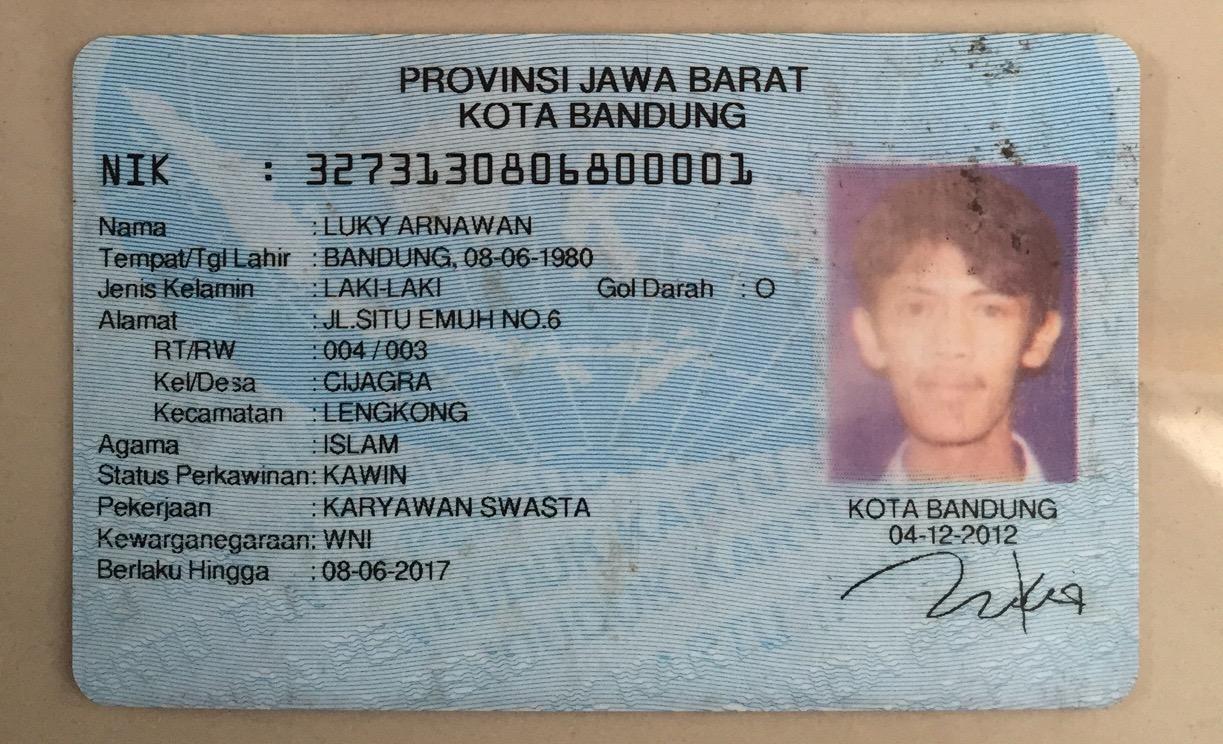 PROVINSI JAWA BARAT
KOTA BANDUNG
NIK : 3273130806800001
Nama : LUKY ARNAWAN
Tempat/Tgl Lahir : BANDUNG, 08-06-1980
Jenis Kelamin : LAKI-LAKI Gol Darah : O
Alamat : JL.SITU EMUH NO.6
RT/RW : 004 / 003
Kel/Desa : CIJAGRA
Kecamatan : LENGKONG
Agama : ISLAM
Status Perkawinan: KAWIN
Pekerjaan : KARYAWAN SWASTA
Kewarganegaraan: WNI
Berlaku Hingga : 08-06-2017
KOTA BANDUNG
04-12-2012